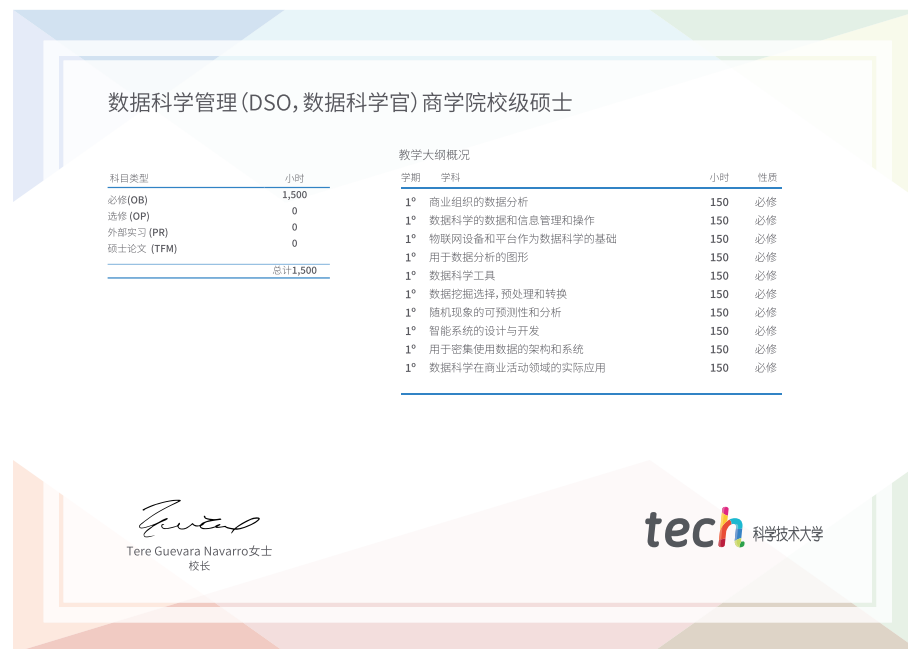 数据科学管理（DSO，数据科学官）商学院校级硕士
科目类型 小时
必修(OB) 1,500
选修 (OP) 0
外部实习 (PR) 0
硕士论文 (TFM) 0
总计1,500
教学大纲概况
学期 学科 小时 性质
1º 商业组织的数据分析 150 必修
1º 数据科学的数据和信息管理和操作 150 必修
1º 物联网设备和平台作为数据科学的基础 150 必修
1º 用于数据分析的图形 150 必修
1º 数据科学工具 150 必修
1º 数据挖掘选择，预处理和转换 150 必修
1º 随机现象的可预测性和分析 150 必修
1º 智能系统的设计与开发 150 必修
1º 用于密集使用数据的架构和系统 150 必修
1º 数据科学在商业活动领域的实际应用 150 必修
Tere Guevara Navarro女士
校长
tech 科学技术大学